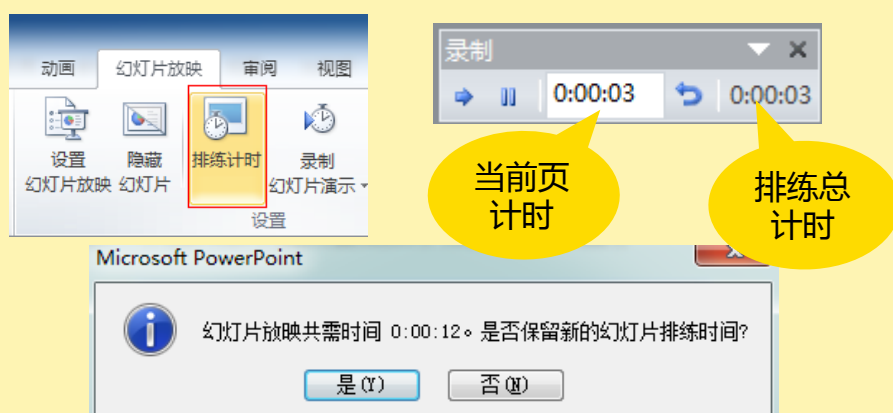 动画 幻灯片放映 审阅 视图
设置
幻灯片放映
隐藏
幻灯片
排练计时
录制
幻灯片演示
设置
录制
0:00:03 0:00:03
当前页
计时
排练总
计时
Microsoft PowerPoint
幻灯片放映共需时间 0:00:12。是否保留新的幻灯片排练时间?
是(Y) 否(N)